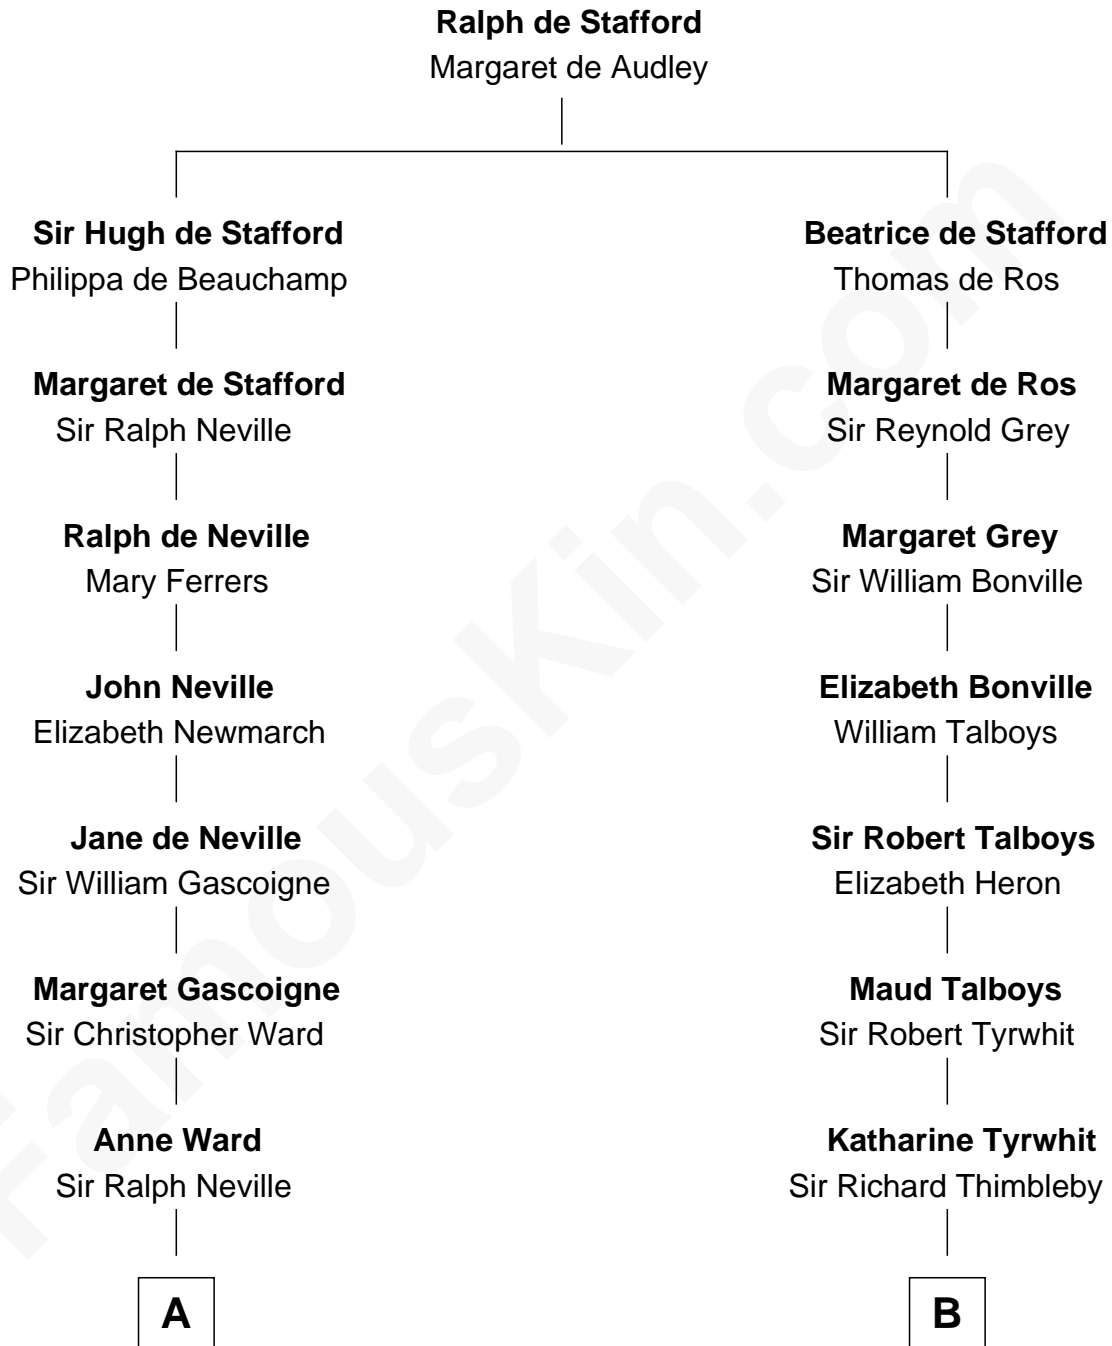 Ralph de Stafford
Margaret de Audley
Sir Hugh de Stafford
Philippa de Beauchamp
Margaret de Stafford
Sir Ralph Neville
Ralph de Neville
Mary Ferrers
John Neville
Elizabeth Newmarch
Jane de Neville
Sir William Gascoigne
Margaret Gascoigne
Sir Christopher Ward
Anne Ward
Sir Ralph Neville
A
Beatrice de Stafford
Thomas de Ros
Margaret de Ros
Sir Reynold Grey
Margaret Grey
Sir William Bonville
Elizabeth Bonville
William Talboys
Sir Robert Talboys
Elizabeth Heron
Maud Talboys
Sir Robert Tyrwhit
Katharine Tyrwhit
Sir Richard Thimbleby
B
FamousKin.com